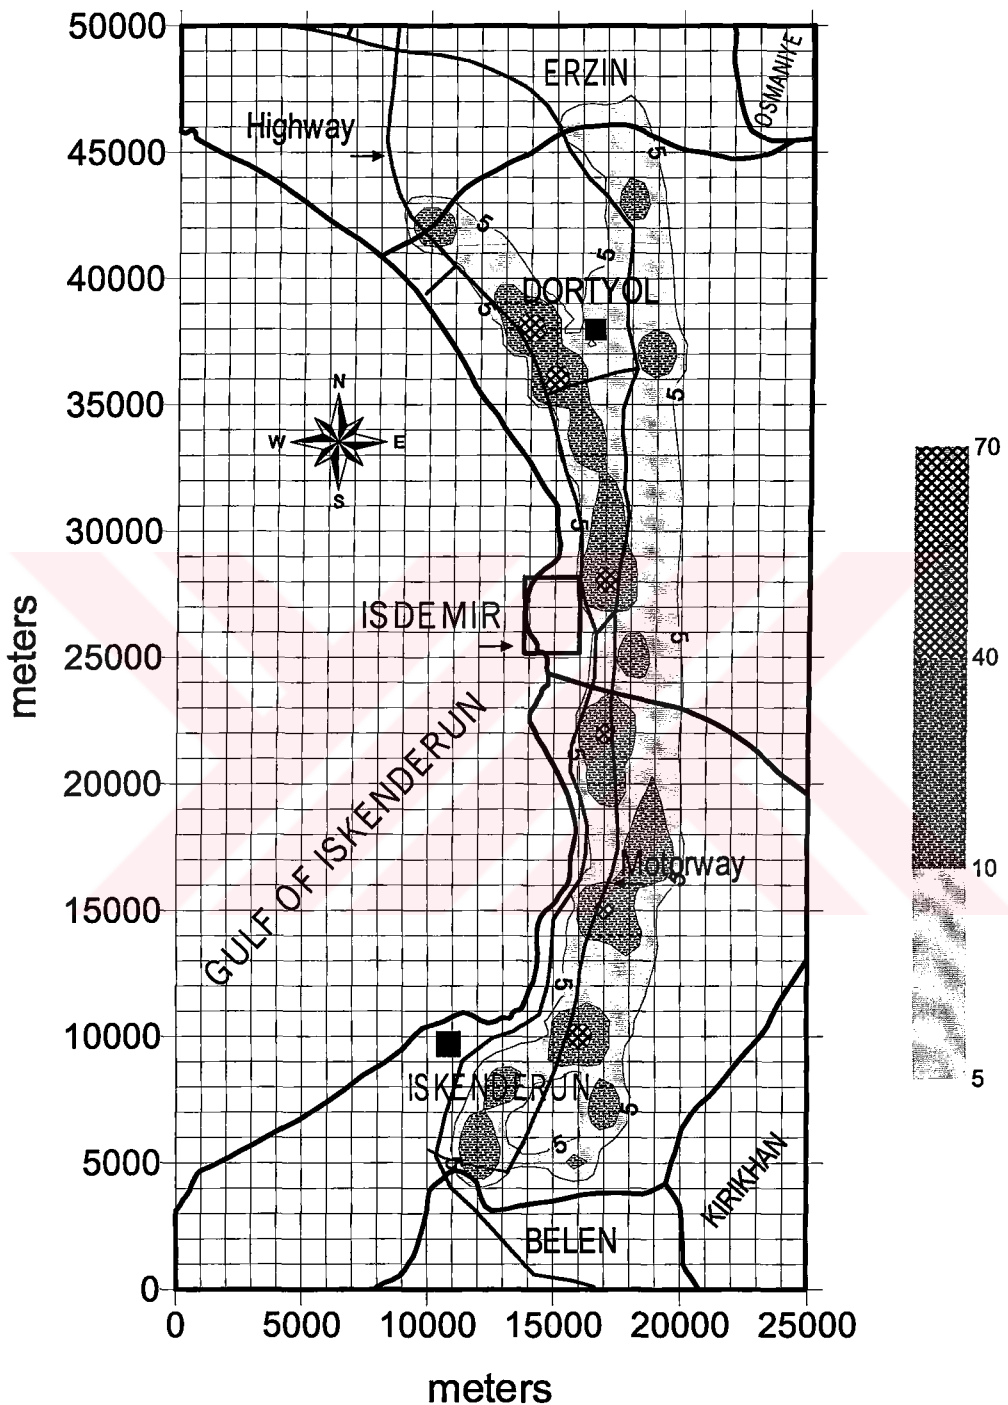 50000
45000
40000
35000
30000
25000
20000
15000
10000
5000
0
0
5000
10000
15000
20000
25000
meters
meters
ERZIN
OSMANIYE
Highway
5
5
5
DORTYOL
5
5
N
W
E
S
5
ISDEMIR
5
GULF OF ISKENDERUN
5
Motorway
5
5
ISKENDERUN
5
5
BELEN
KIRIKHAN
70
40
10
5